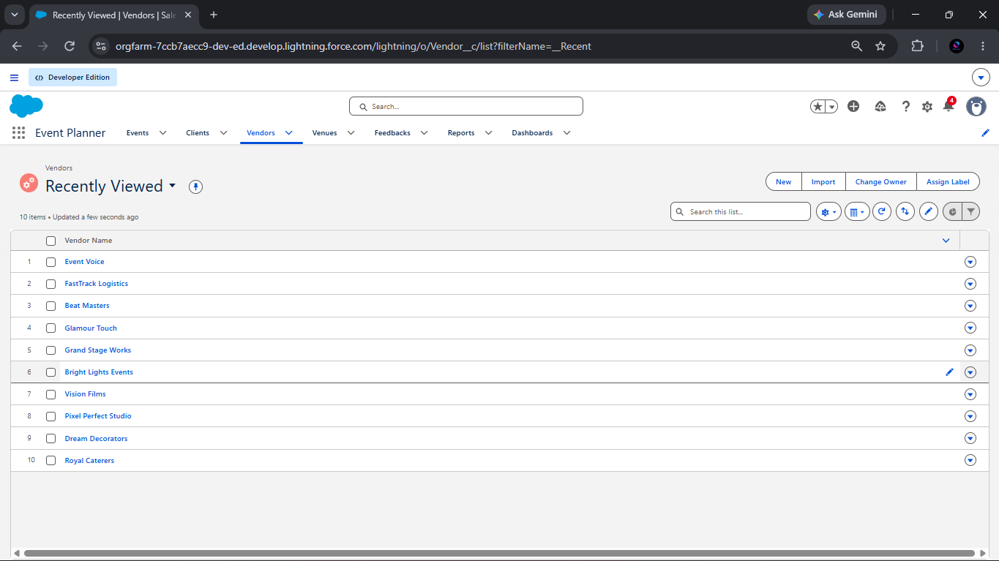 Recently Viewed | Vendors | Sale
Ask Gemini
orgfarm-7ccb7aecc9-dev-ed.develop.lightning.force.com/lightning/o/Vendor__c/list?filterName=__Recent
Developer Edition
Search...
4
Event Planner
Events
Clients
Vendors
Venues
Feedbacks
Reports
Dashboards
Vendors
Recently Viewed
New
Import
Change Owner
Assign Label
10 items • Updated a few seconds ago
Search this list...
Vendor Name
1 Event Voice
2 FastTrack Logistics
3 Beat Masters
4 Glamour Touch
5 Grand Stage Works
6 Bright Lights Events
7 Vision Films
8 Pixel Perfect Studio
9 Dream Decorators
10 Royal Caterers